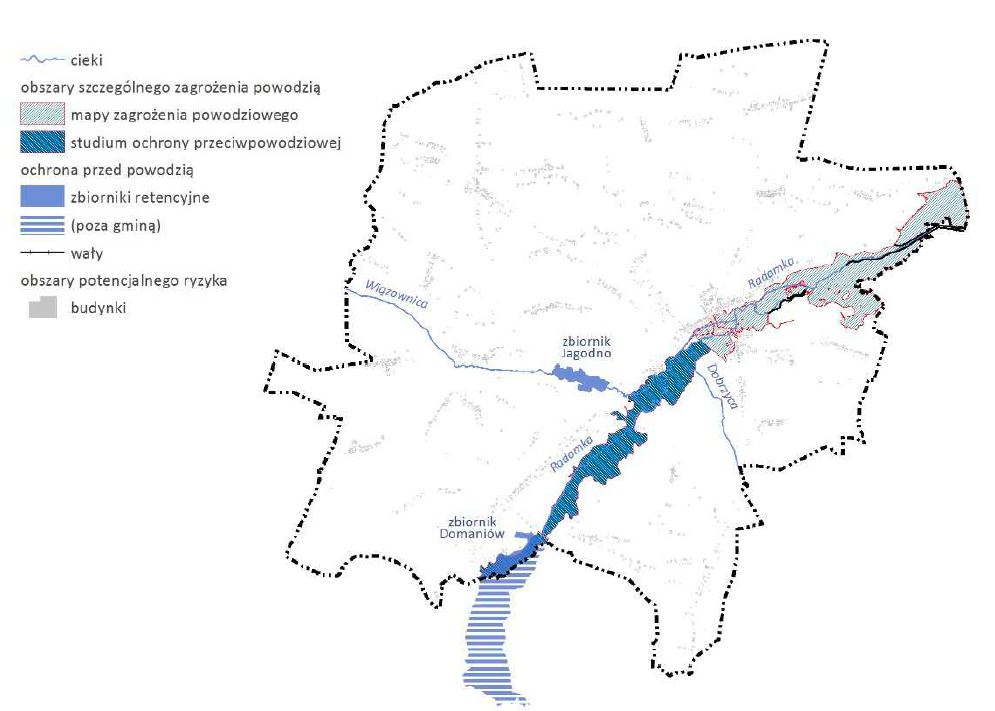 cieki
obszary szczególnego zagrożenia powodzią
mapy zagrożenia powodziowego
studium ochrony przeciwpowodziowej
ochrona przed powodzią
zbiorniki retencyjne
(poza gminą)
wały
obszary potencjalnego ryzyka
budynki
Radomka
Wiązownica
zbiornik
Jagodno
Dobrzyca
Radomka
zbiornik
Domaniów